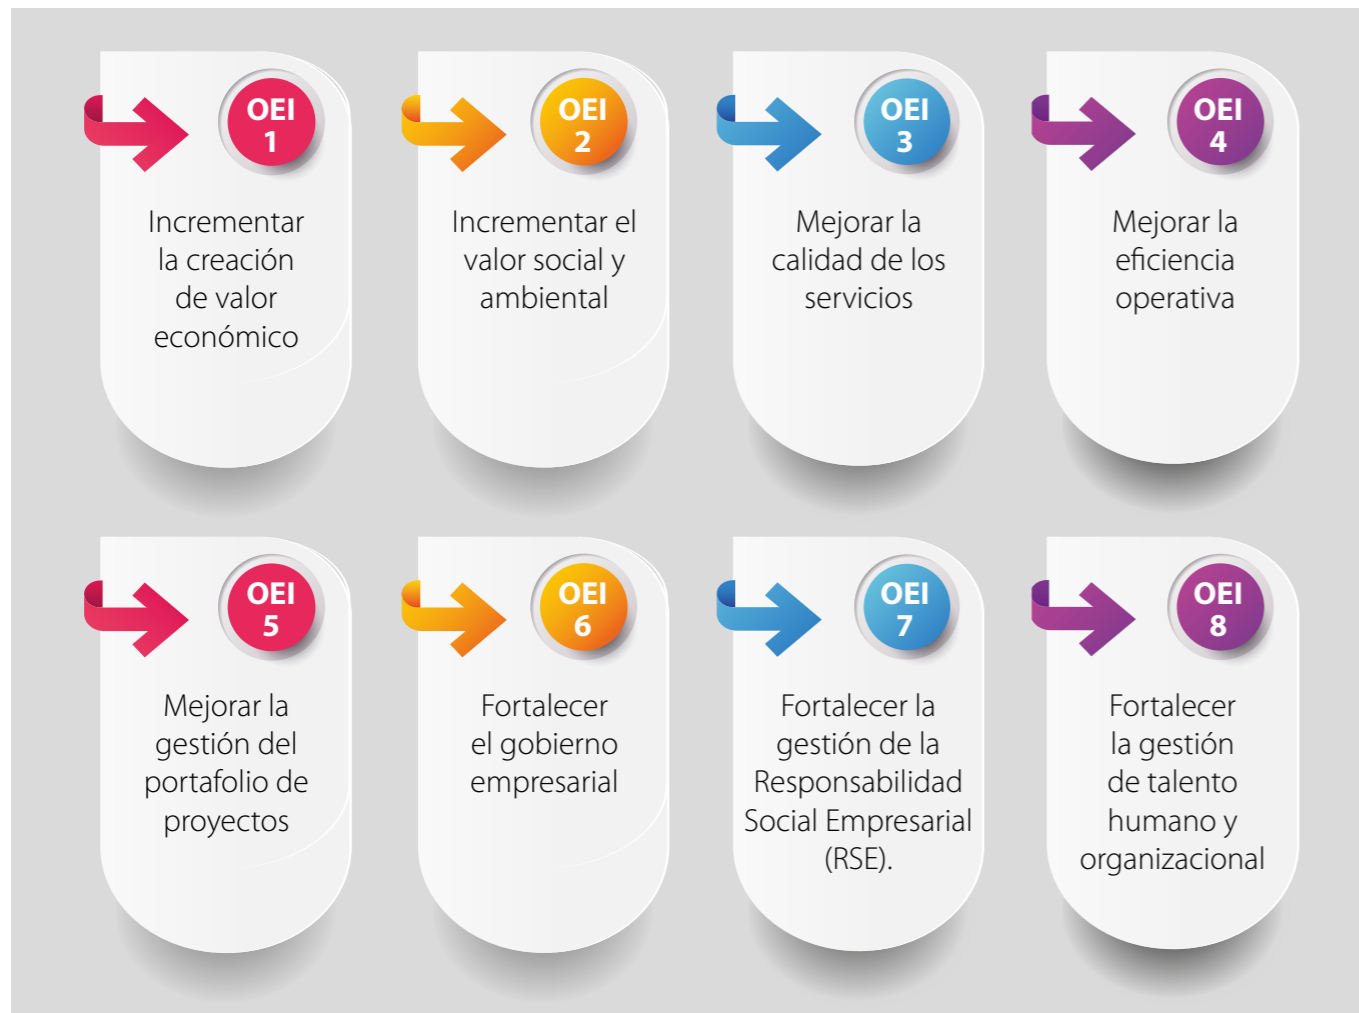 OEI
1
Incrementar
la creación
de valor
económico
OEI
2
Incrementar el
valor social y
ambiental
OEI
3
Mejorar la
calidad de los
servicios
OEI
4
Mejorar la
eficiencia
operativa
OEI
5
Mejorar la
gestión del
portafolio de
proyectos
OEI
6
Fortalecer
el gobierno
empresarial
OEI
7
Fortalecer la
gestión de la
Responsabilidad
Social Empresarial
(RSE).
OEI
8
Fortalecer
la gestión
de talento
humano y
organizacional